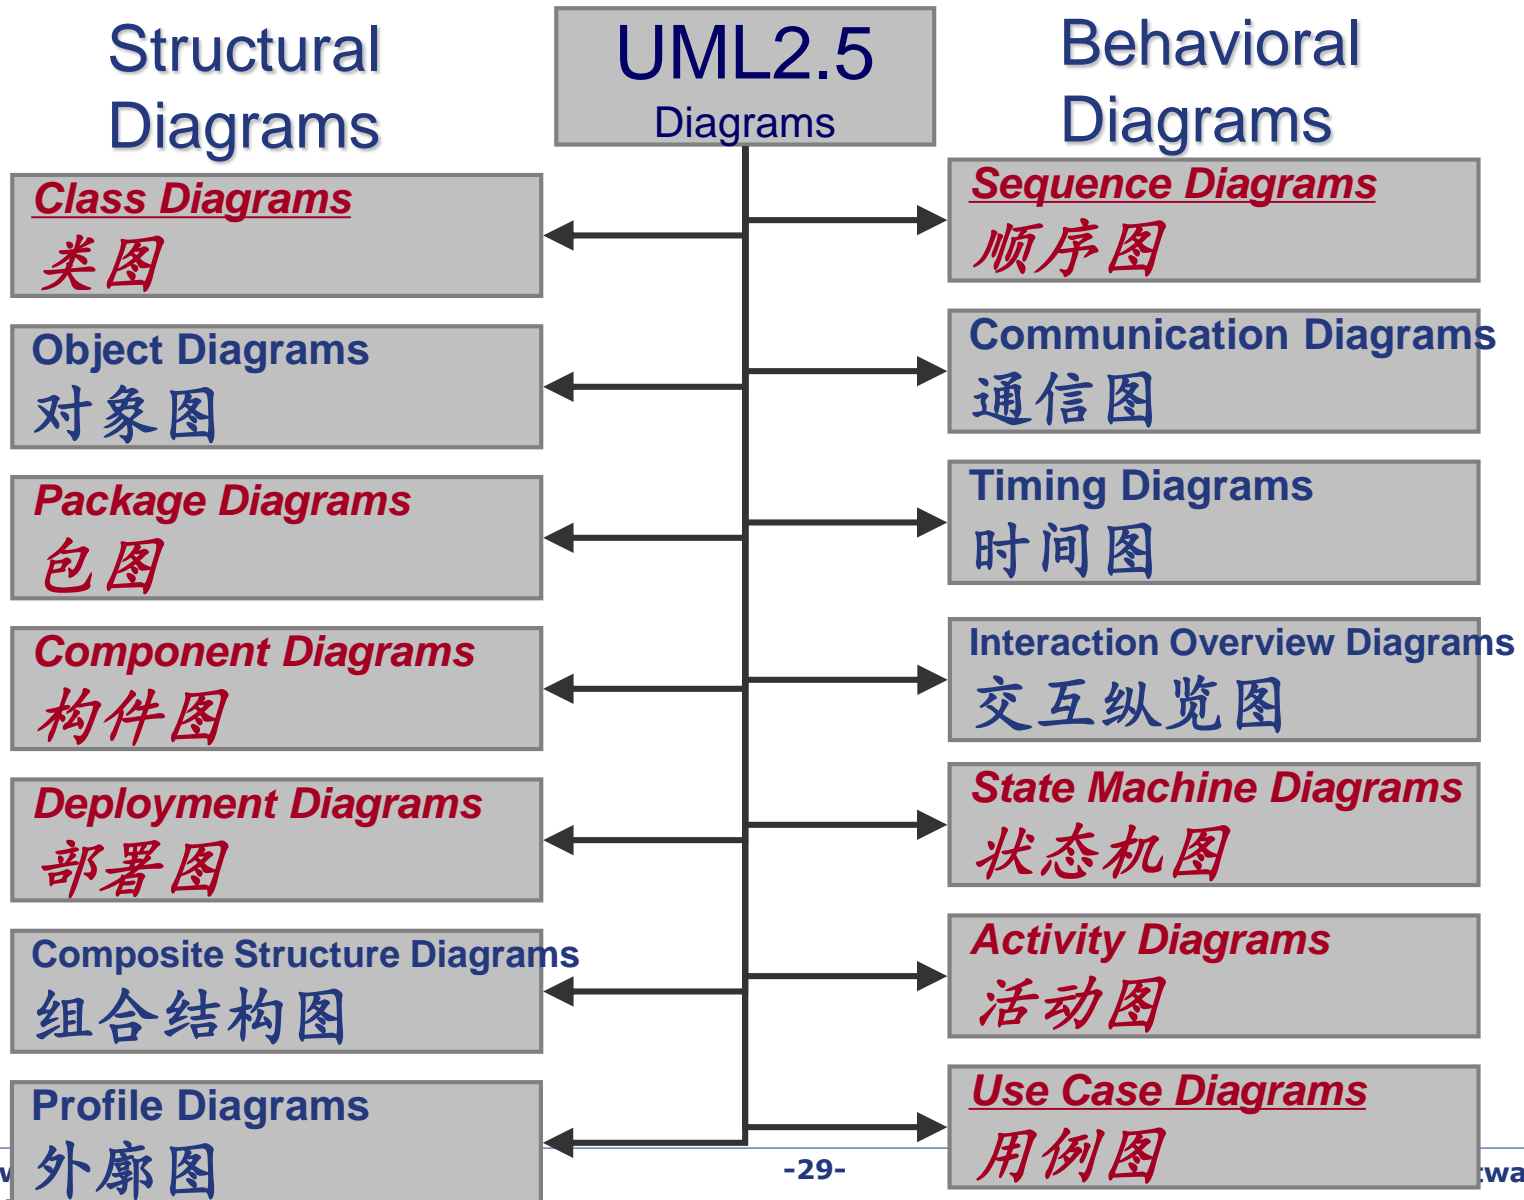 Structural
Diagrams
UML2.5
Diagrams
Behavioral
Diagrams
Class Diagrams
类图
Object Diagrams
对象图
Package Diagrams
包图
Component Diagrams
构件图
Deployment Diagrams
部署图
Composite Structure Diagrams
组合结构图
Profile Diagrams
外廓图
Sequence Diagrams
顺序图
Communication Diagrams
通信图
Timing Diagrams
时间图
Interaction Overview Diagrams
交互纵览图
State Machine Diagrams
状态机图
Activity Diagrams
活动图
Use Case Diagrams
用例图
-29-